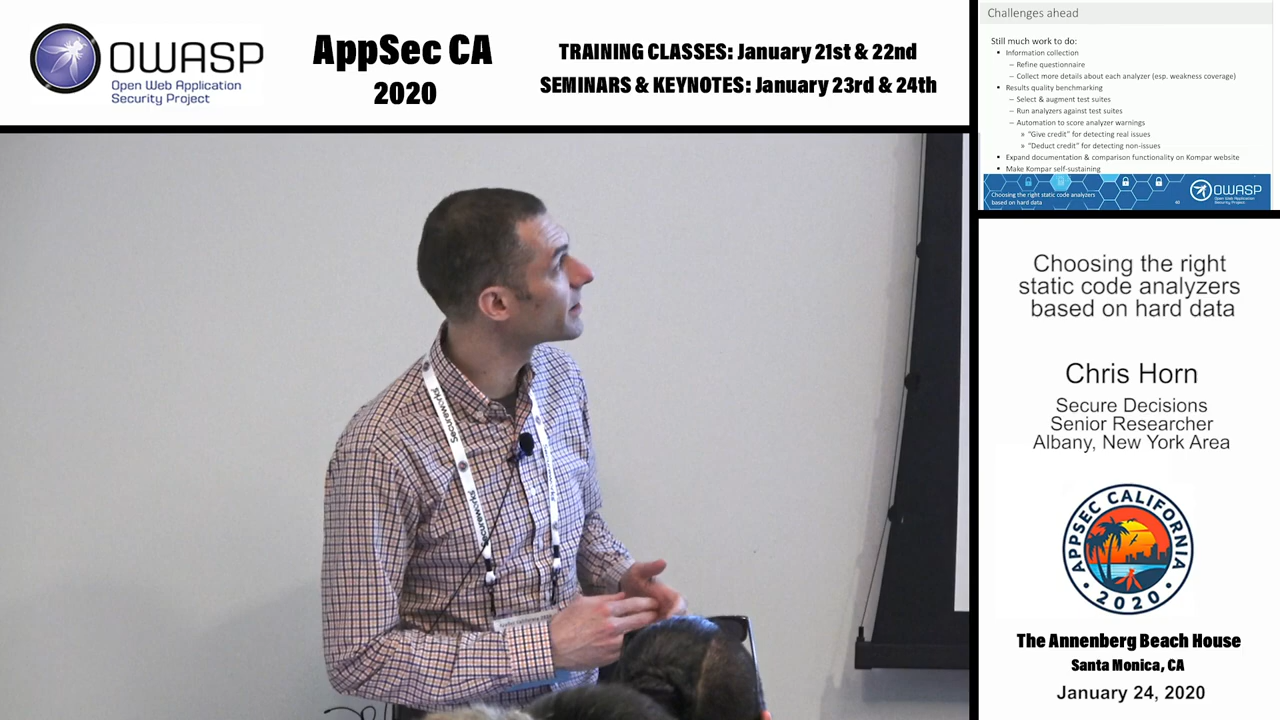 OWASP
Open Web Application
Security Project
AppSec CA
2020
TRAINING CLASSES: January 21st & 22nd
SEMINARS & KEYNOTES: January 23rd & 24th
Challenges ahead
Still much work to do:
▪ Information collection
– Refine questionnaire
– Collect more details about each analyzer (esp. weakness coverage)
▪ Results quality benchmarking
– Select & augment test suites
– Run analyzers against test suites
– Automation to score analyzer warnings
» “Give credit” for detecting real issues
» “Deduct credit” for detecting non-issues
▪ Expand documentation & comparison functionality on Kompar website
▪ Make Kompar self-sustaining
Choosing the right static code analyzers
based on hard data
OWASP
Open Web Application
Security Project
Choosing the right
static code analyzers
based on hard data
Chris Horn
Secure Decisions
Senior Researcher
Albany, New York Area
APPSEC CALIFORNIA
• 2020 •
The Annenberg Beach House
Santa Monica, CA
January 24, 2020
Secureworks